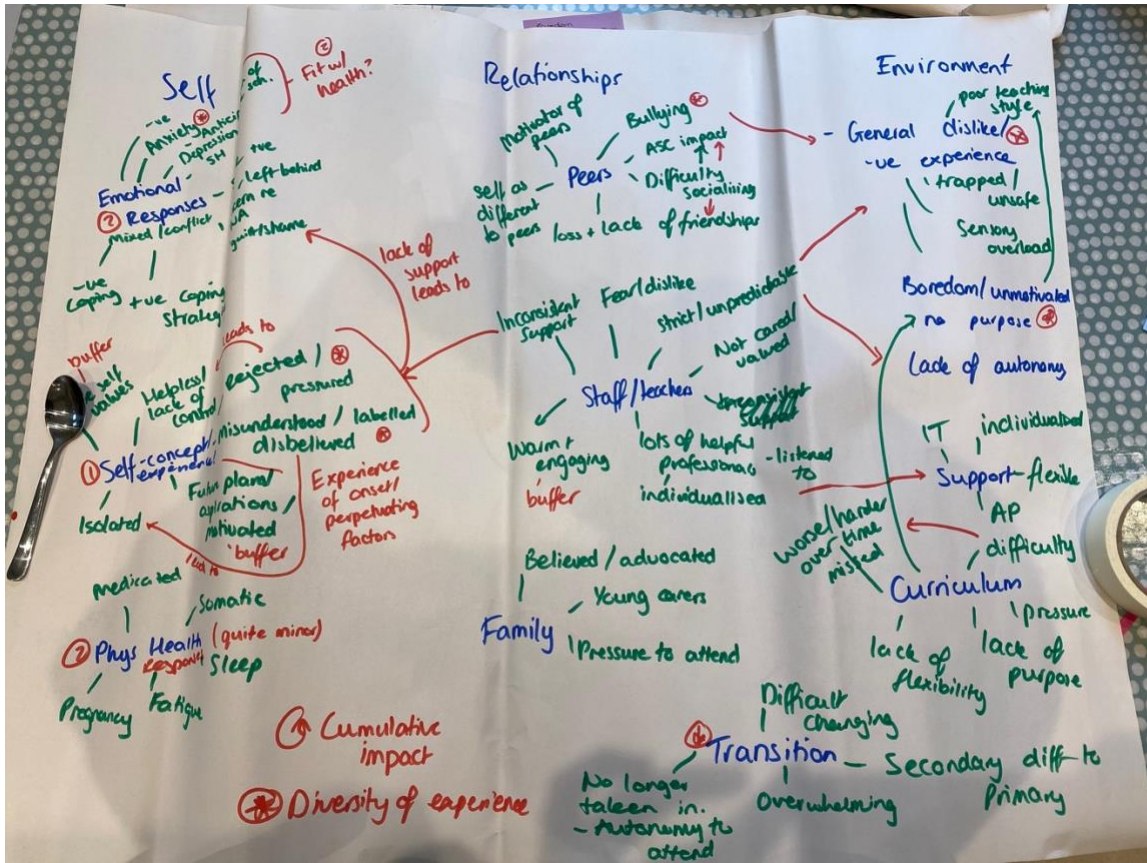 Self
of
sch.
②
Fit w/
health?
-ve
Anxiety
Depression
SH
+ve
left behind
Emotional
② Responses
Mixed/conflict
guilt/shame
-ve
coping
+ve coping
strategy
leads to
buffer
self
values
Helpless/
lack of
control
Rejected/
pressured
misunderstood / labelled
disbelieved
① Self-concept/
experience
Isolated
Future plans/
aspirations/
motivated
buffer
lead to
Experience
of onset/
perpetuating
factors
lack of
support
leads to
Medicated
Somatic
② Phys Health (quite minor)
Response
Sleep
Pregnancy
Fatigue
Cumulative
impact
Diversity of experience
Relationships
Motivator of
peers
Bullying
ASC impact
Peers
Difficulty
socialising
self as
different
to peers
loss + lack of friendships
Inconsistent
support
Fear/dislike
strict/unpredictable
Not cared/
valued
Staff/teachers
Inconsistent
support
Warm +
engaging
buffer
lots of helpful
professionals
- listened
to
individualised
Believed / advocated
Young carers
Family
Pressure to attend
Environment
poor teaching
style
- General dislike/
-ve experience
trapped/
unsafe
Sensory
overload
Boredom/unmotivated
no purpose
lack of autonomy
IT
individualised
Support
flexible
AP
worse/harder
over time
missed
difficulty
Curriculum
pressure
lack of
flexibility
lack of
purpose
Difficult
changing
Transition
Secondary diff to
Primary
No longer
taken in.
- Autonomy to
attend
Overwhelming